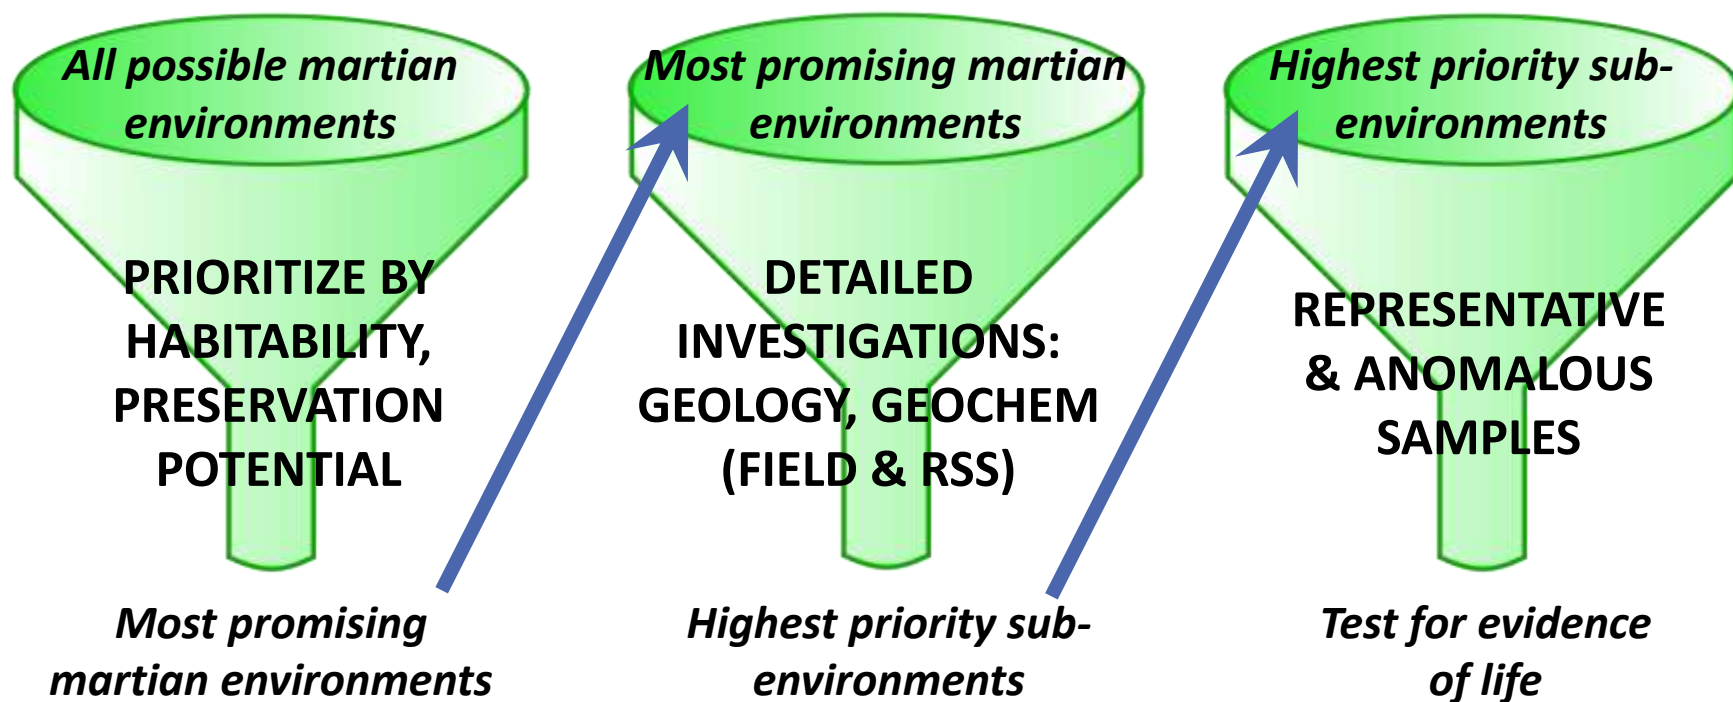 All possible martian
environments
PRIORITIZE BY
HABITABILITY,
PRESERVATION
POTENTIAL
Most promising
martian environments
Most promising martian
environments
DETAILED
INVESTIGATIONS:
GEOLOGY, GEOCHEM
(FIELD & RSS)
Highest priority sub-
environments
Highest priority sub-
environments
REPRESENTATIVE
& ANOMALOUS
SAMPLES
Test for evidence
of life